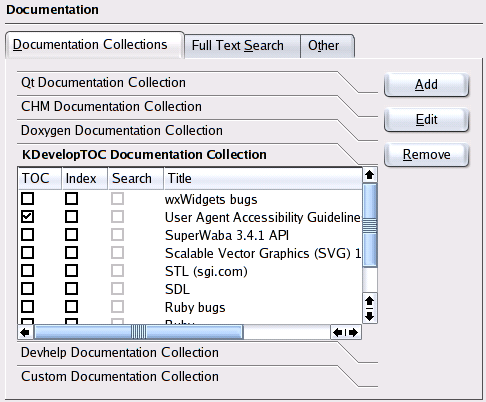 Documentation
Documentation Collections Full Text Search Other
Qt Documentation Collection
Add
CHM Documentation Collection
Edit
Doxygen Documentation Collection
KDevelopTOC Documentation Collection
Remove
TOC Index Search Title
wxWidgets bugs
User Agent Accessibility Guideline
SuperWaba 3.4.1 API
Scalable Vector Graphics (SVG) 1
STL (sgi.com)
SDL
Ruby bugs
Ruby
Devhelp Documentation Collection
Custom Documentation Collection